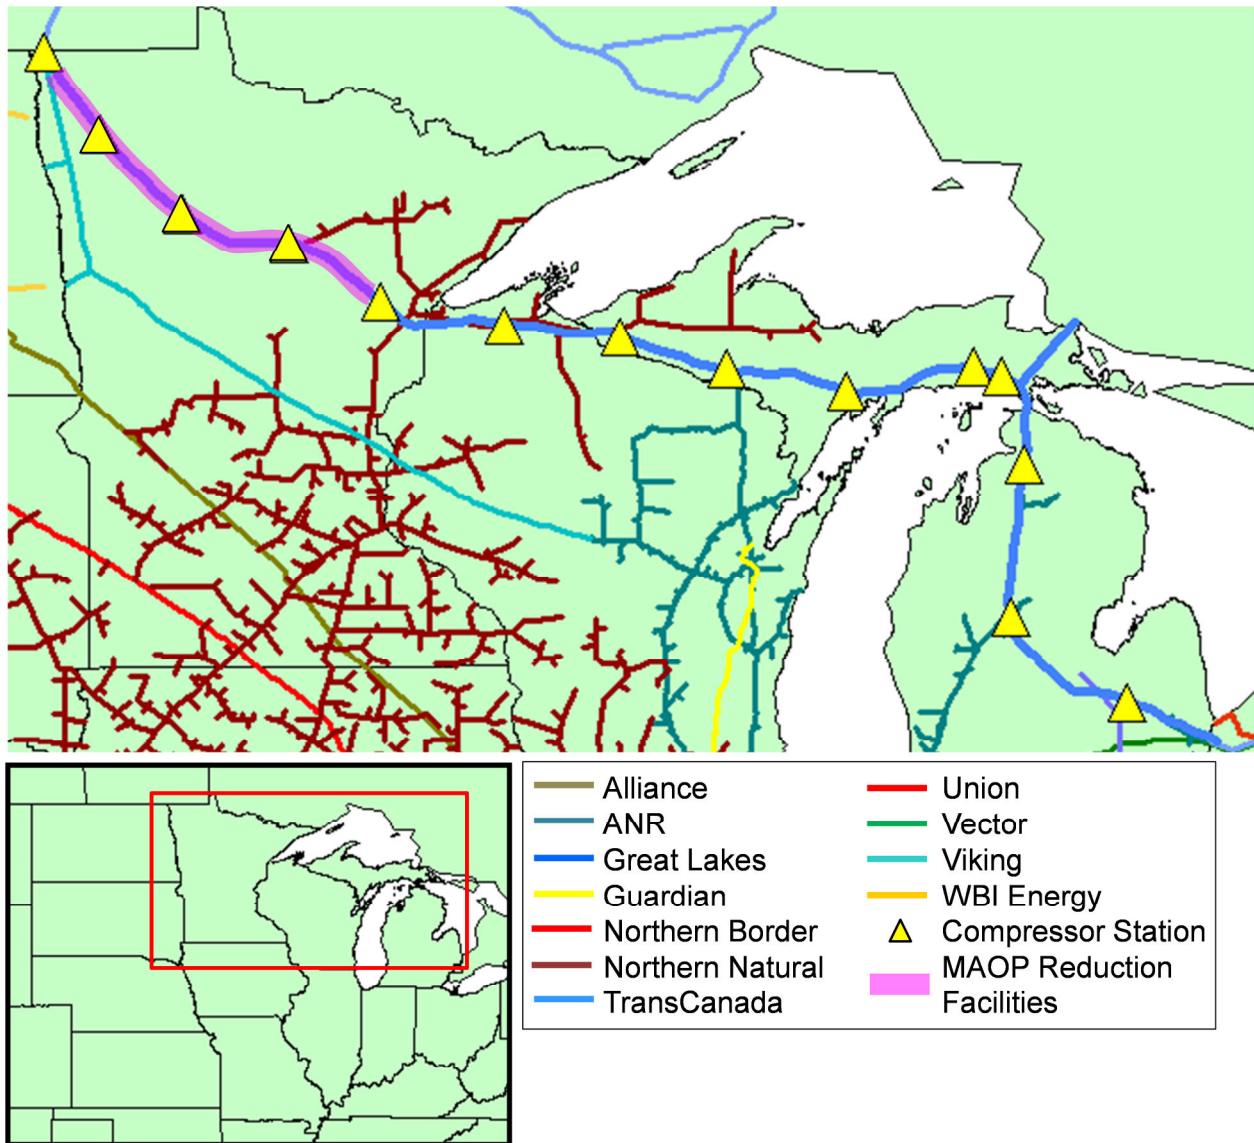 Alliance
ANR
Great Lakes
Guardian
Northern Border
Northern Natural
TransCanada
Union
Vector
Viking
WBI Energy
Compressor Station
MAOP Reduction
Facilities